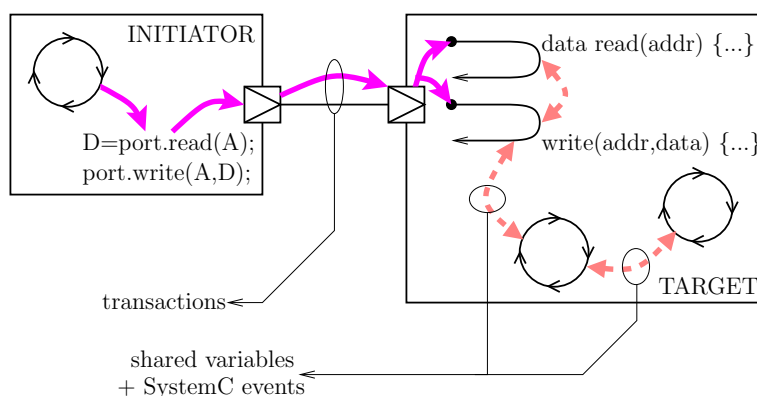 INITIATOR
D=port.read(A);
port.write(A,D);
data read(addr) {...}
write(addr,data) {...}
TARGET
transactions
shared variables
+ SystemC events